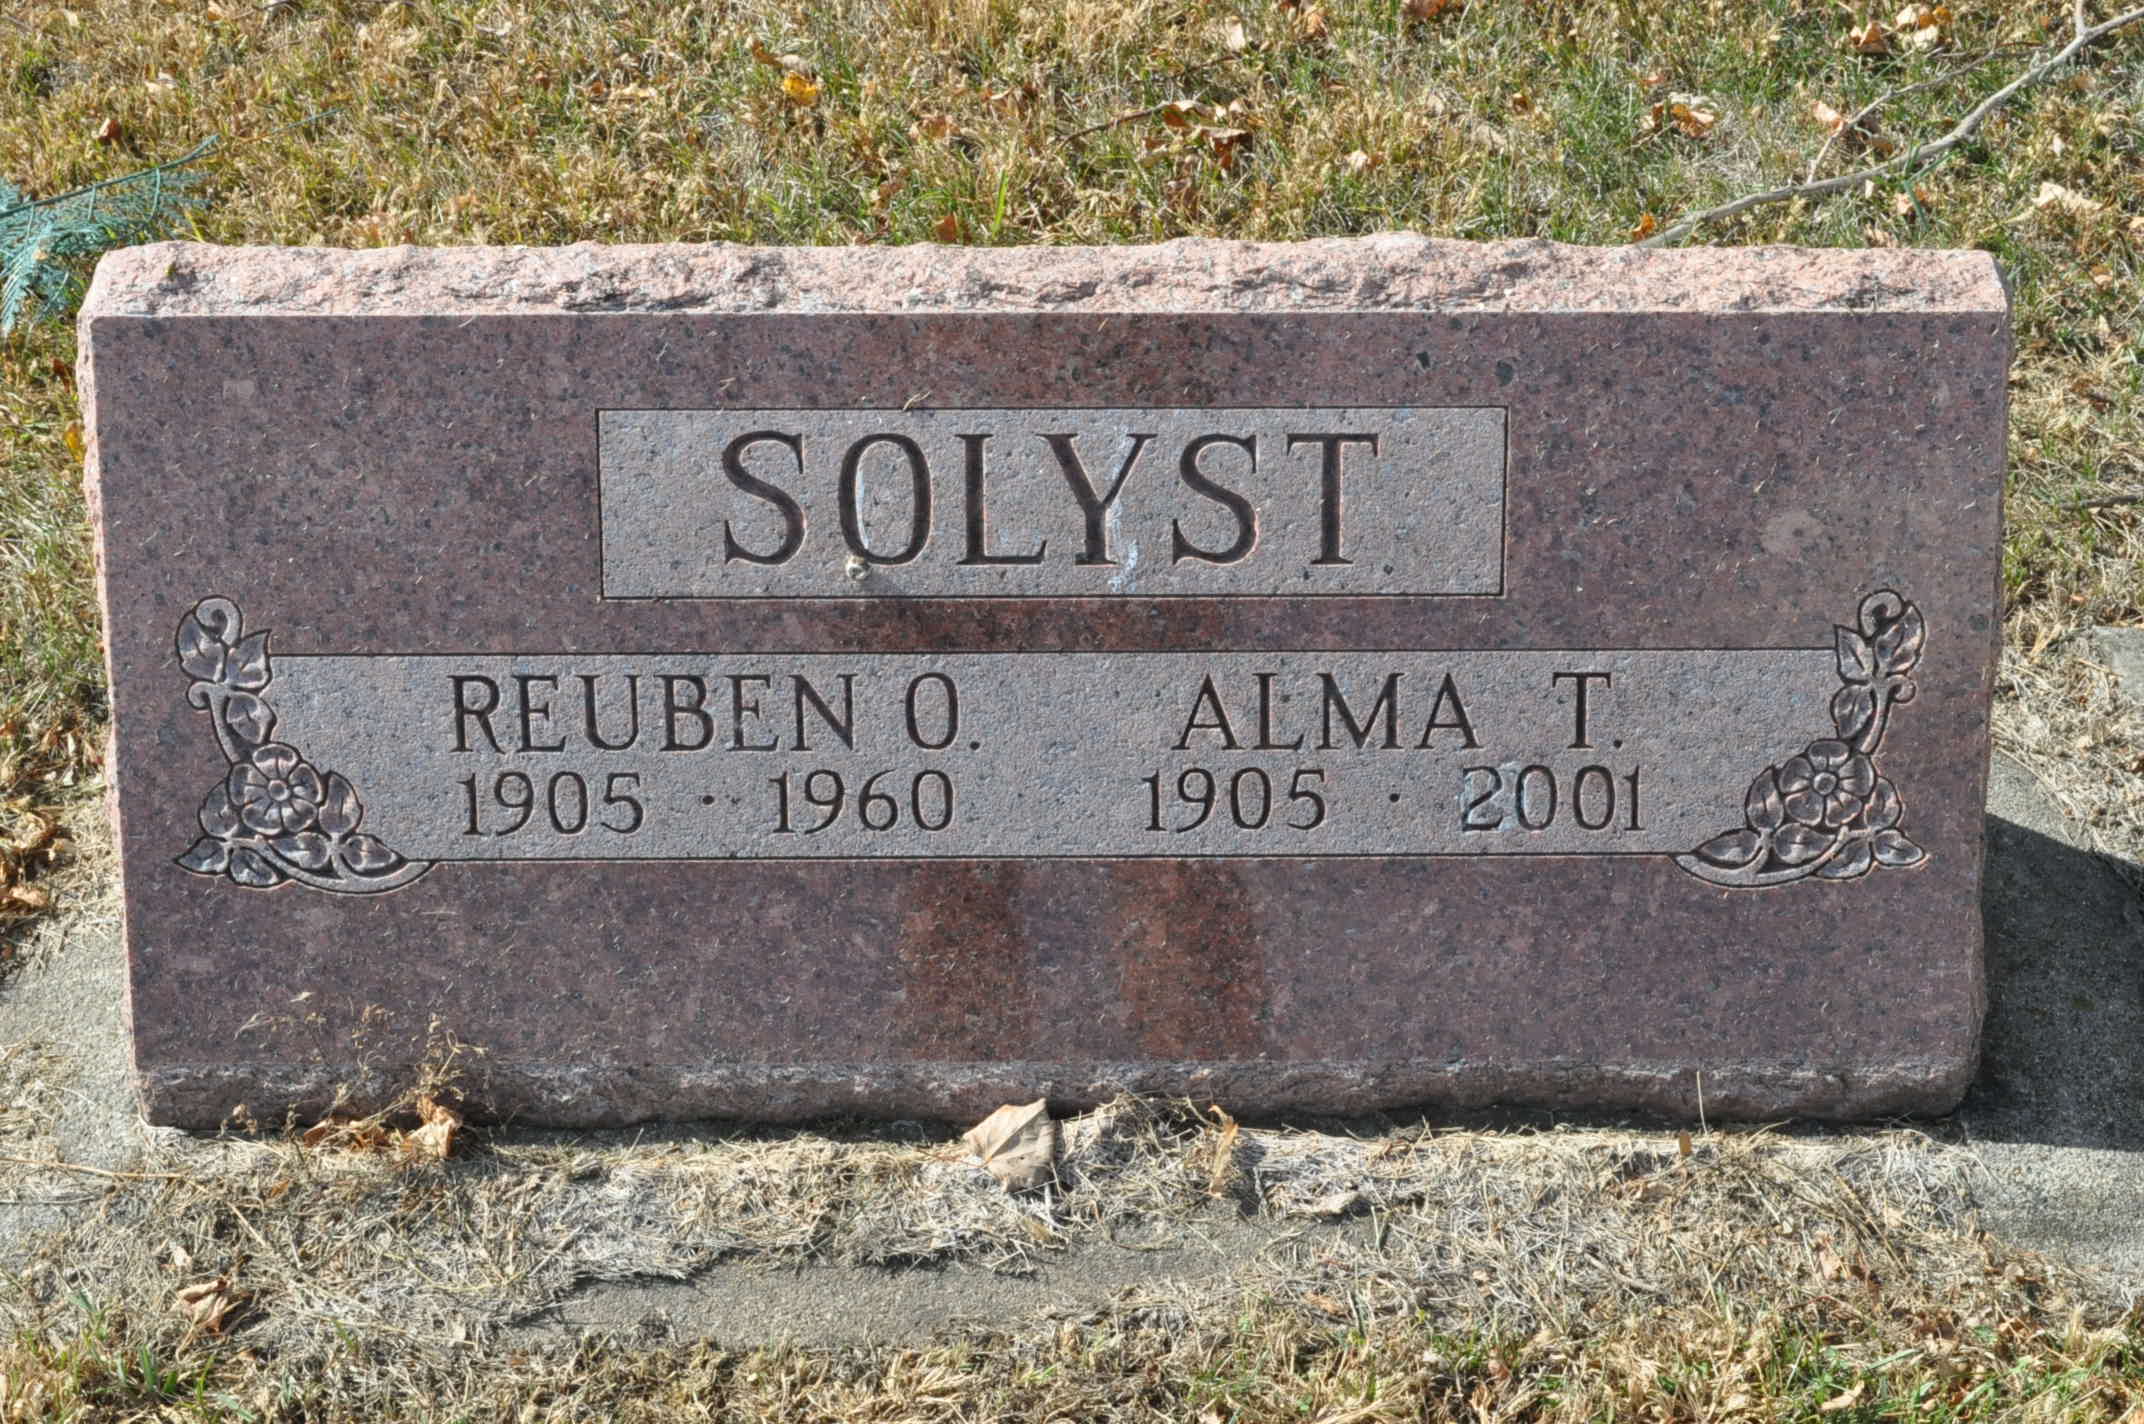 SOLYST
REUBEN O. ALMA T.
1905 · 1960 1905 · 2001